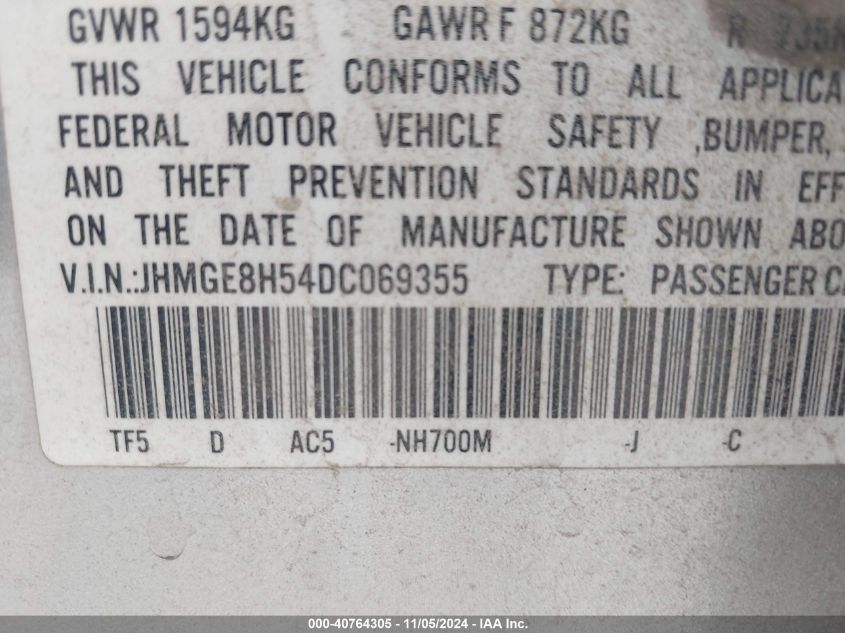 GVWR 1594KG GAWR F 872KG R 735K
THIS VEHICLE CONFORMS TO ALL APPLICA
FEDERAL MOTOR VEHICLE SAFETY ,BUMPER,
AND THEFT PREVENTION STANDARDS IN EFF
ON THE DATE OF MANUFACTURE SHOWN ABO
V.I.N.:JHMGE8H54DC069355 TYPE: PASSENGER CA
TF5 D AC5 -NH700M -J -C
000-40764305 - 11/05/2024 - IAA Inc.